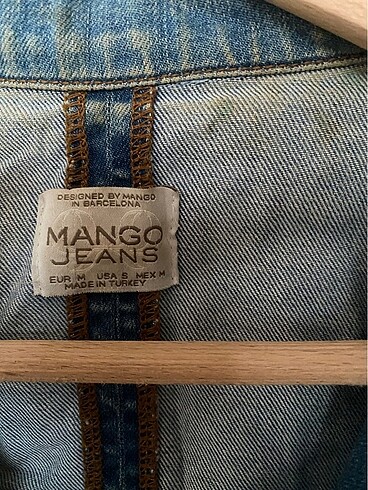 DESIGNED BY MANGO
IN BARCELONA
MANGO
JEANS
EUR M USA S MEX M
MADE IN TURKEY